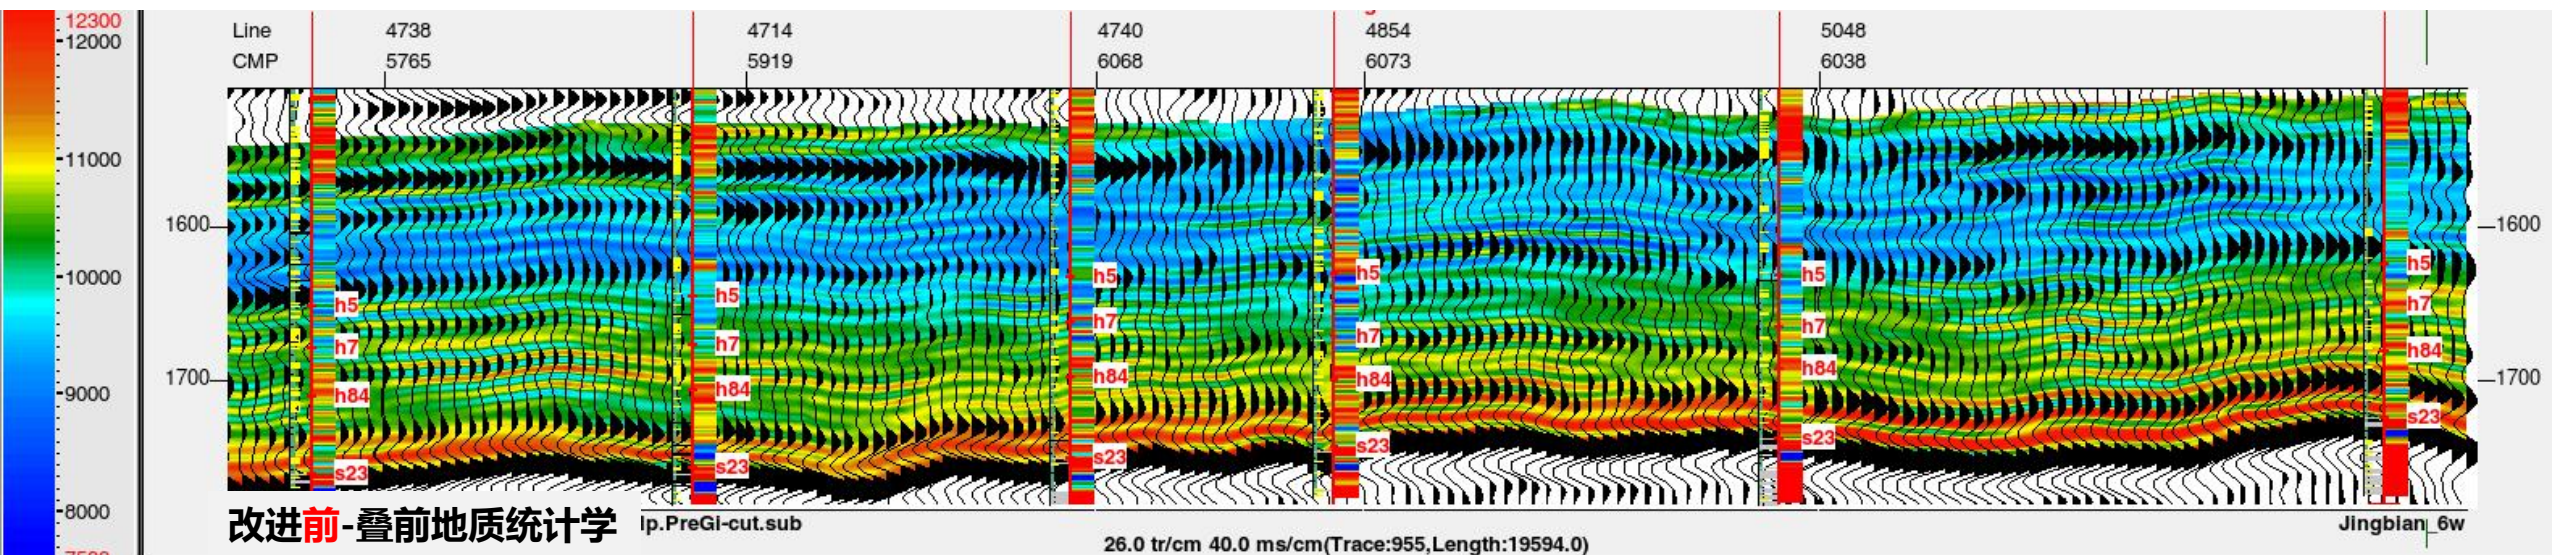 12300
12000
11000
10000
9000
8000
Line 4738 4714 4740 4854 5048
CMP 5765 5919 6068 6073 6038
1600 1600
1700 1700
h5 h5 h5 h5 h5 h5
h7 h7 h7 h7 h7 h7
h84 h84 h84 h84 h84 h84
s23 s23 s23 s23 s23 s23
改进前-叠前地质统计学
lp.PreGi-cut.sub
Jingbian_6w
26.0 tr/cm 40.0 ms/cm(Trace:955,Length:19594.0)